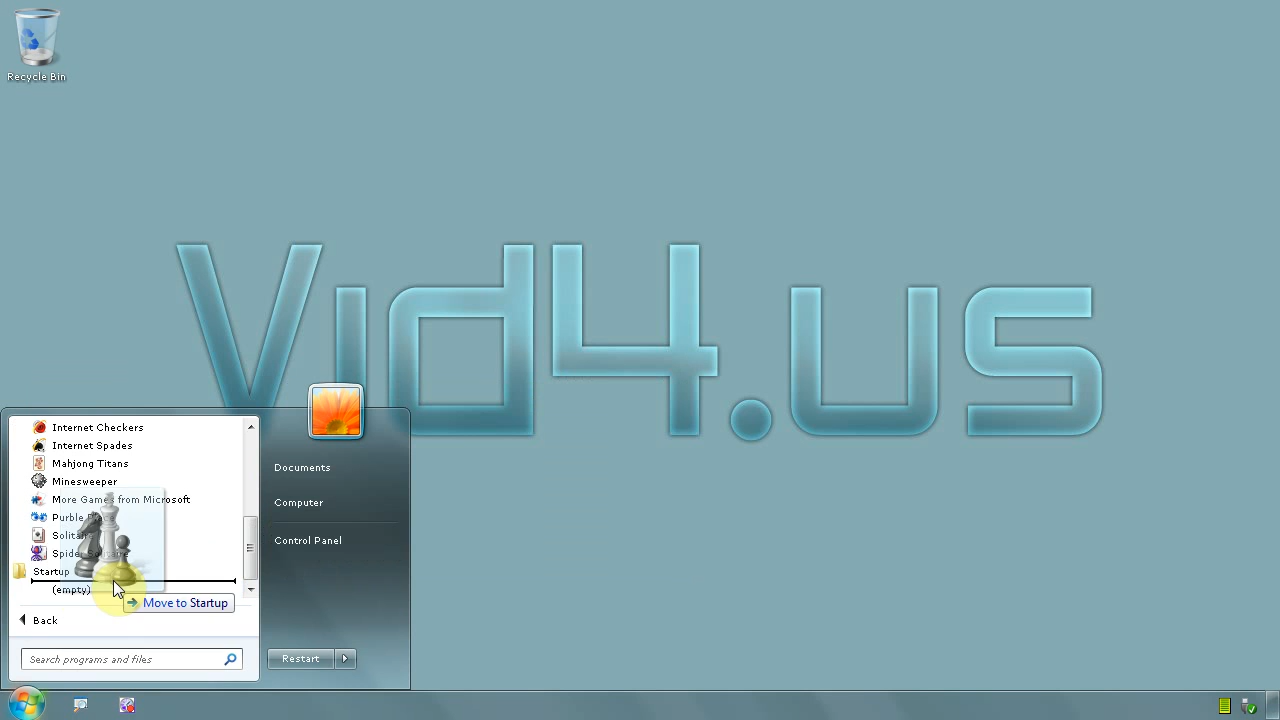 Recycle Bin
Vid4.us
Internet Checkers
Internet Spades
Mahjong Titans
Minesweeper
More Games from Microsoft
Purble Place
Solitaire
Spider Solitaire
Startup
(empty)
Move to Startup
Back
Search programs and files
Documents
Computer
Control Panel
Restart